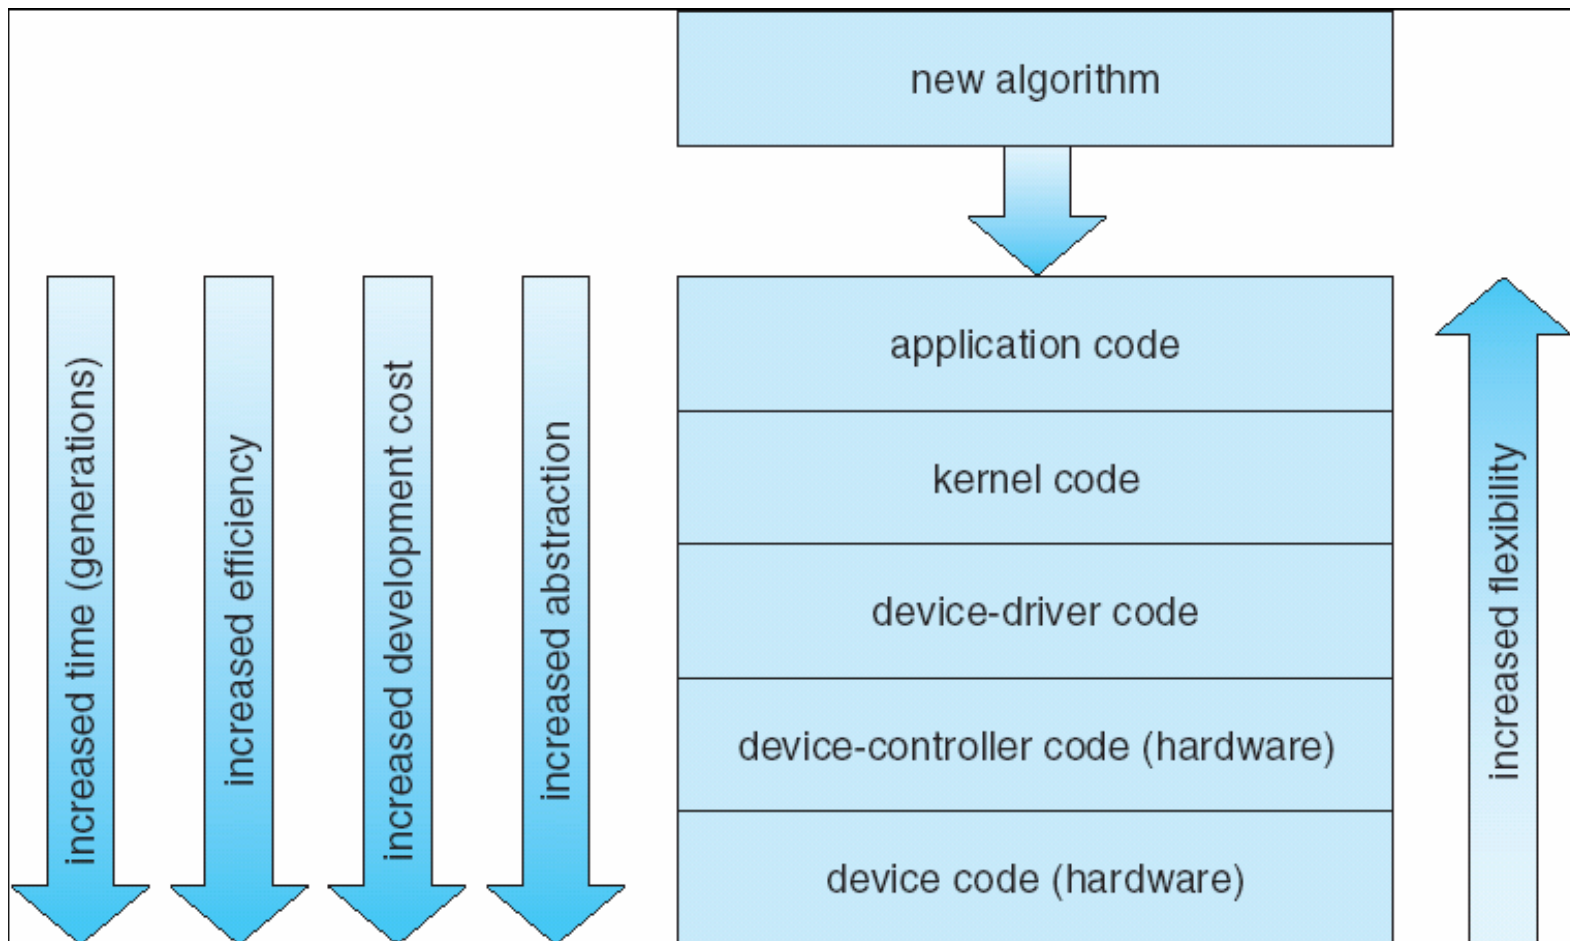 new algorithm
application code
kernel code
device-driver code
device-controller code (hardware)
device code (hardware)
increased time (generations)
increased efficiency
increased development cost
increased abstraction
increased flexibility